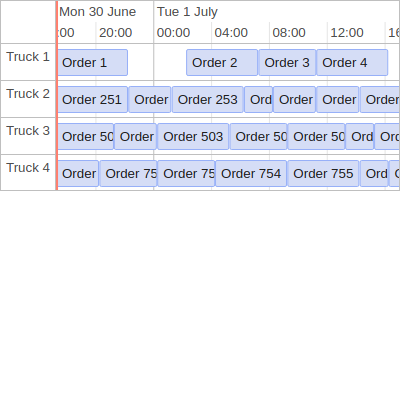 Mon 30 June Tue 1 July
:00 20:00 00:00 04:00 08:00 12:00 16
Truck 1 Order 1 Order 2 Order 3 Order 4
Truck 2 Order 251 Order Order 253 Ord Order Order Order
Truck 3 Order 50 Order Order 503 Order 50 Order 50 Ord Ord
Truck 4 Order Order 75 Order 75 Order 754 Order 755 Ord